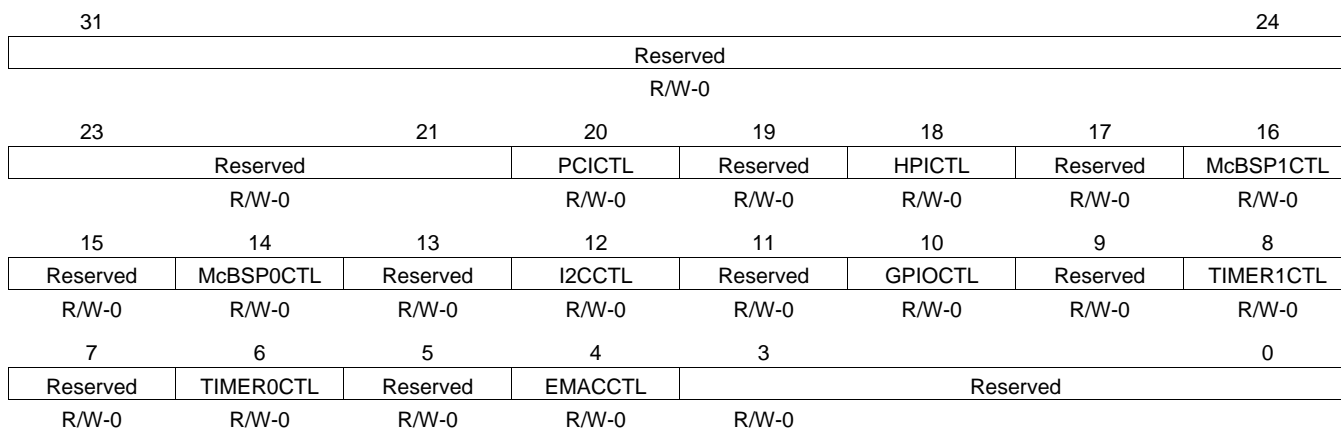 31 24
Reserved
R/W-0
23 21 20 19 18 17 16
Reserved PCICTL Reserved HPICTL Reserved McBSP1CTL
R/W-0 R/W-0 R/W-0 R/W-0 R/W-0 R/W-0
15 14 13 12 11 10 9 8
Reserved McBSP0CTL Reserved I2CCTL Reserved GPIOCTL Reserved TIMER1CTL
R/W-0 R/W-0 R/W-0 R/W-0 R/W-0 R/W-0 R/W-0 R/W-0
7 6 5 4 3 0
Reserved TIMER0CTL Reserved EMACCTL Reserved
R/W-0 R/W-0 R/W-0 R/W-0 R/W-0